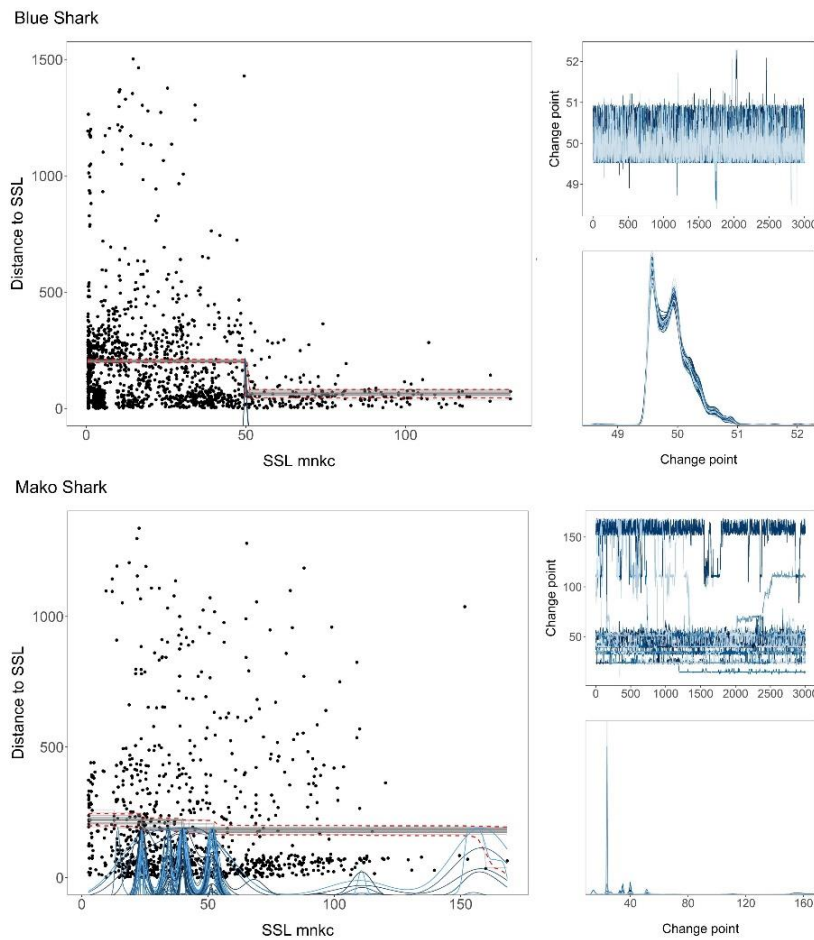 Blue Shark
1500
1000
500
0
Distance to SSL
0 50 100
SSL mnkc
52
51
50
49
Change point
0 500 1000 1500 2000 2500 3000
49 50 51 52
Change point
Mako Shark
1000
500
0
Distance to SSL
0 50 100 150
SSL mnkc
150
100
50
Change point
0 500 1000 1500 2000 2500 3000
40 80 120 160
Change point